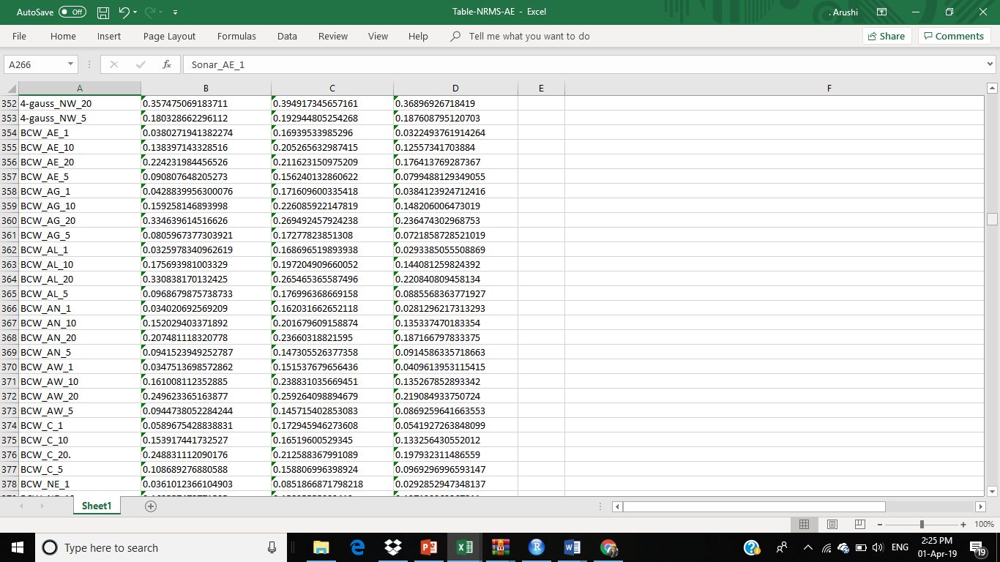 AutoSave Off Table-NRMS-AE - Excel . Arushi
File Home Insert Page Layout Formulas Data Review View Help Tell me what you want to do Share Comments
A266 fx Sonar_AE_1
A B C D E F
352 4-gauss_NW_20 0.357475069183711 0.394917345657161 0.36896926718419
353 4-gauss_NW_5 0.180328662296112 0.192944805254268 0.187608795120703
354 BCW_AE_1 0.0380271941382274 0.16939533985296 0.0322493761914264
355 BCW_AE_10 0.138397143328516 0.205265632987415 0.12557341703884
356 BCW_AE_20 0.224231984456526 0.211623150975209 0.176413769287367
357 BCW_AE_5 0.090807648205273 0.156240132860622 0.0799488129349055
358 BCW_AG_1 0.0428839956300076 0.171609600335418 0.0384123924712416
359 BCW_AG_10 0.159258146893998 0.226085922147819 0.148206006473019
360 BCW_AG_20 0.334639614516626 0.269492457924238 0.236474302968753
361 BCW_AG_5 0.0805967377303921 0.17277823851308 0.0721858728521019
362 BCW_AL_1 0.0325978340962619 0.168696519893938 0.0293385055508869
363 BCW_AL_10 0.175693981003329 0.197204909660052 0.144081259824392
364 BCW_AL_20 0.330838170132425 0.265465365587496 0.220840809458134
365 BCW_AL_5 0.0968679875738733 0.176996368669158 0.0885568363771927
366 BCW_AN_1 0.034020692569209 0.162031662652118 0.0281296217313293
367 BCW_AN_10 0.152029403371892 0.201679609158874 0.135337470183354
368 BCW_AN_20 0.207481118320778 0.23660318821595 0.187166797833375
369 BCW_AN_5 0.0941523949252787 0.147305526377358 0.0914586335718663
370 BCW_AW_1 0.0347513698572862 0.151537679656436 0.0409613953115415
371 BCW_AW_10 0.161008112352885 0.238831035669451 0.135267852893342
372 BCW_AW_20 0.249623365163877 0.259264098894679 0.219084933750724
373 BCW_AW_5 0.0944738052284244 0.145715402853083 0.0869259641663553
374 BCW_C_1 0.0589675428838831 0.172945946273608 0.0541927263848099
375 BCW_C_10 0.153917441732527 0.16519600529345 0.133256430552012
376 BCW_C_20. 0.248831112090176 0.212588367991089 0.197932311486559
377 BCW_C_5 0.108689276880588 0.158806996398924 0.0969296996593147
378 BCW_NE_1 0.0361012366104903 0.0851866871798218 0.0292852947348137
Sheet1
100%
Type here to search ENG 2:25 PM
01-Apr-19 19